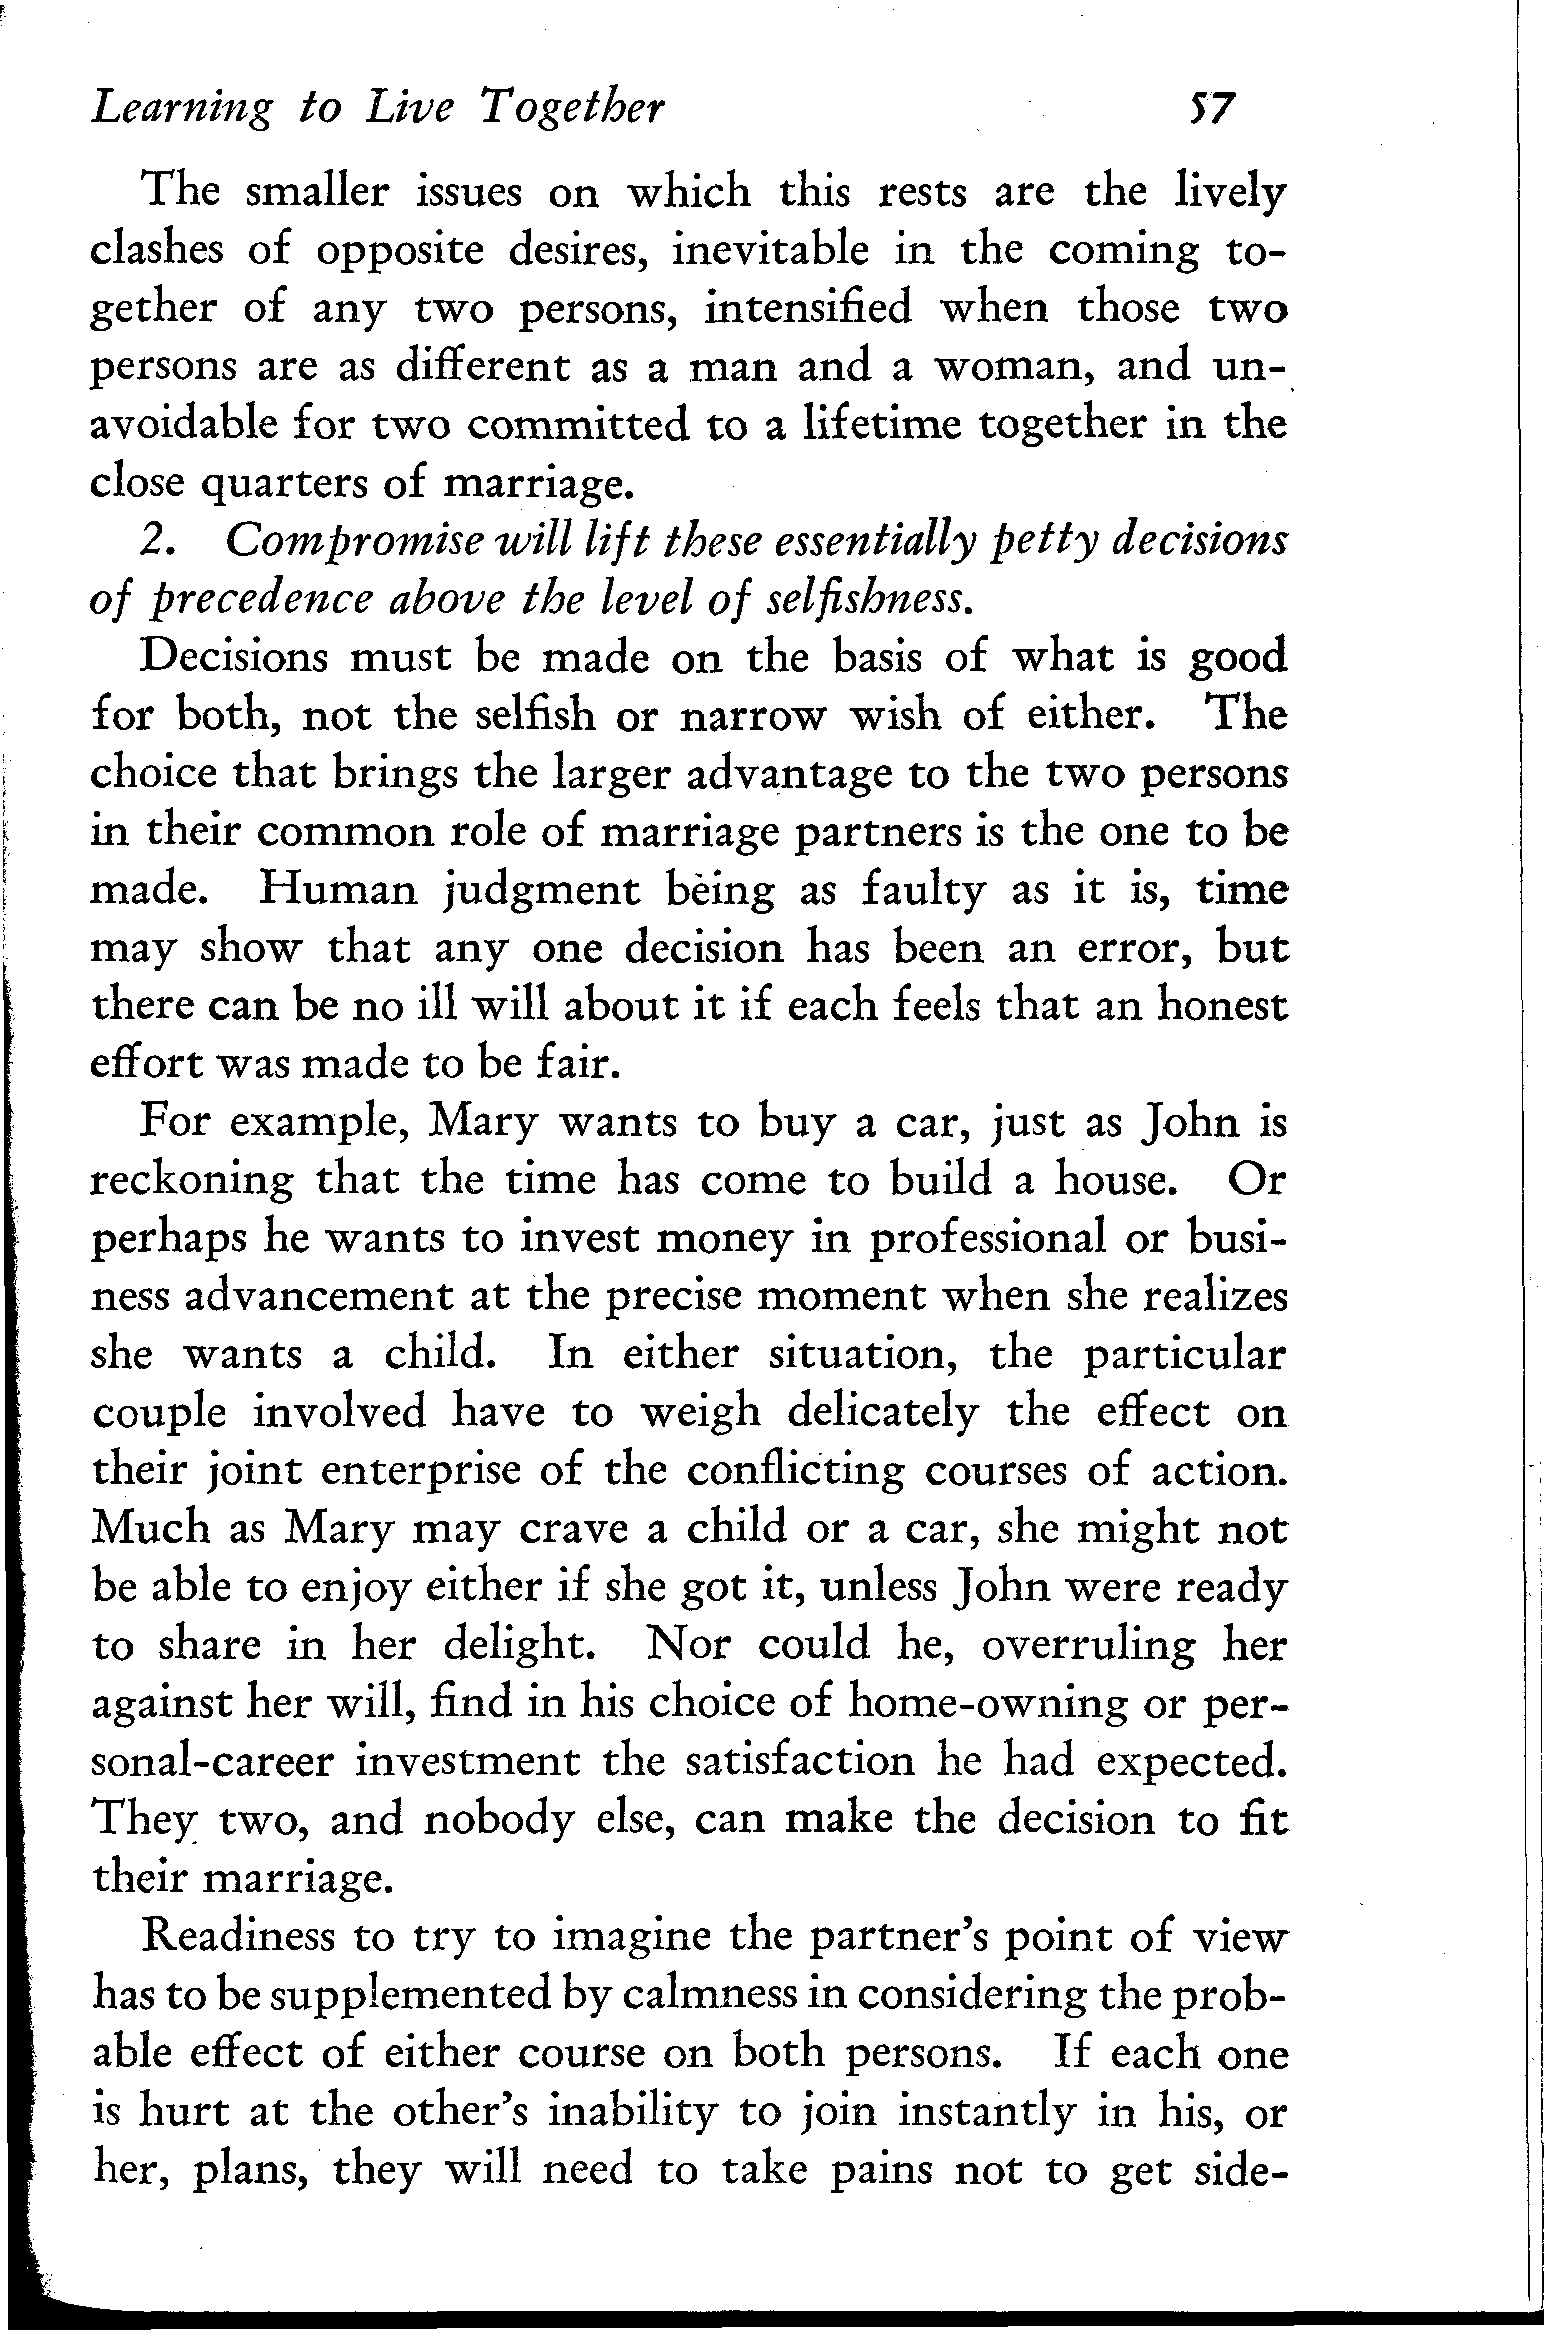 Learning to Live Together 57
The smaller issues on which this rests are the lively
clashes of opposite desires, inevitable in the coming to-
gether of any two persons, intensified when those two
persons are as different as a man and a woman, and un-
avoidable for two committed to a lifetime together in the
close quarters of marriage.
2. Compromise will lift these essentially petty decisions
of precedence above the level of selfishness.
Decisions must be made on the basis of what is good
for both, not the selfish or narrow wish of either. The
choice that brings the larger advantage to the two persons
in their common role of marriage partners is the one to be
made. Human judgment being as faulty as it is, time
may show that any one decision has been an error, but
there can be no ill will about it if each feels that an honest
effort was made to be fair.
For example, Mary wants to buy a car, just as John is
reckoning that the time has come to build a house. Or
perhaps he wants to invest money in professional or busi-
ness advancement at the precise moment when she realizes
she wants a child. In either situation, the particular
couple involved have to weigh delicately the effect on
their joint enterprise of the conflicting courses of action.
Much as Mary may crave a child or a car, she might not
be able to enjoy either if she got it, unless John were ready
to share in her delight. Nor could he, overruling her
against her will, find in his choice of home-owning or per-
sonal-career investment the satisfaction he had expected.
They two, and nobody else, can make the decision to fit
their marriage.
Readiness to try to imagine the partner's point of view
has to be supplemented by calmness in considering the prob-
able effect of either course on both persons. If each one
is hurt at the other's inability to join instantly in his, or
her, plans, they will need to take pains not to get side-